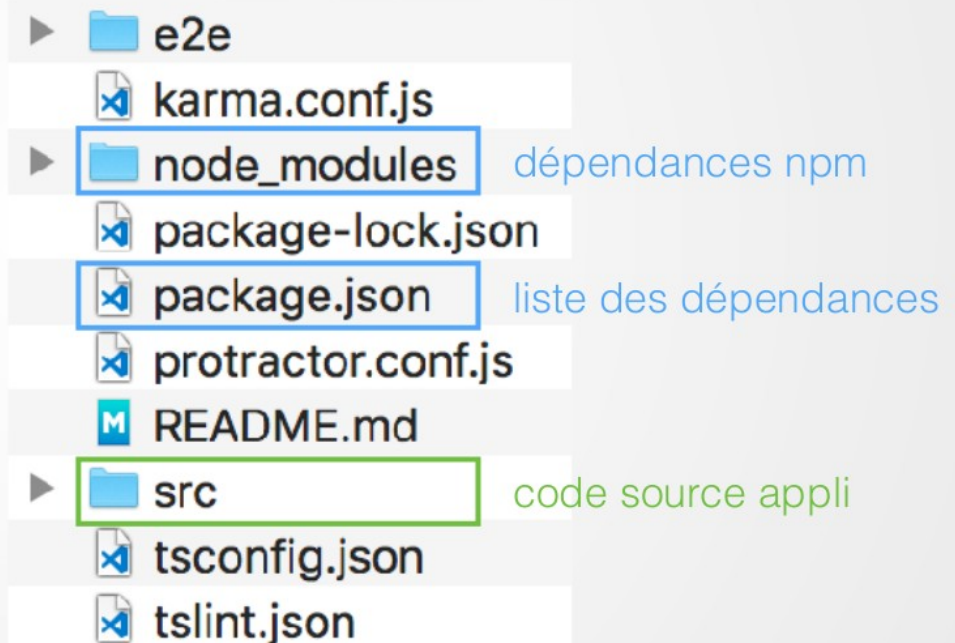 e2e
karma.conf.js
node_modules dépendances npm
package-lock.json
package.json liste des dépendances
protractor.conf.js
M README.md
src code source appli
tsconfig.json
tslint.json